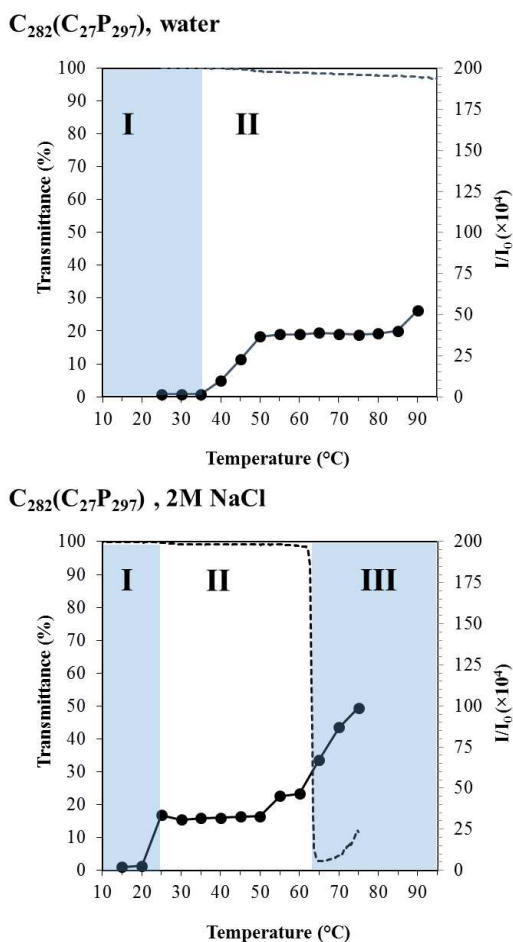 C282(C27P297), water
100
90
80
70
60
50
40
30
20
10
0
Transmittance (%)
I
II
200
175
150
125
100
75
50
25
0
I/I0 (×10⁴)
10 20 30 40 50 60 70 80 90
Temperature (°C)
C282(C27P297) , 2M NaCl
100
90
80
70
60
50
40
30
20
10
0
Transmittance (%)
I
II
III
200
175
150
125
100
75
50
25
0
I/I0 (×10⁴)
10 20 30 40 50 60 70 80 90
Temperature (°C)